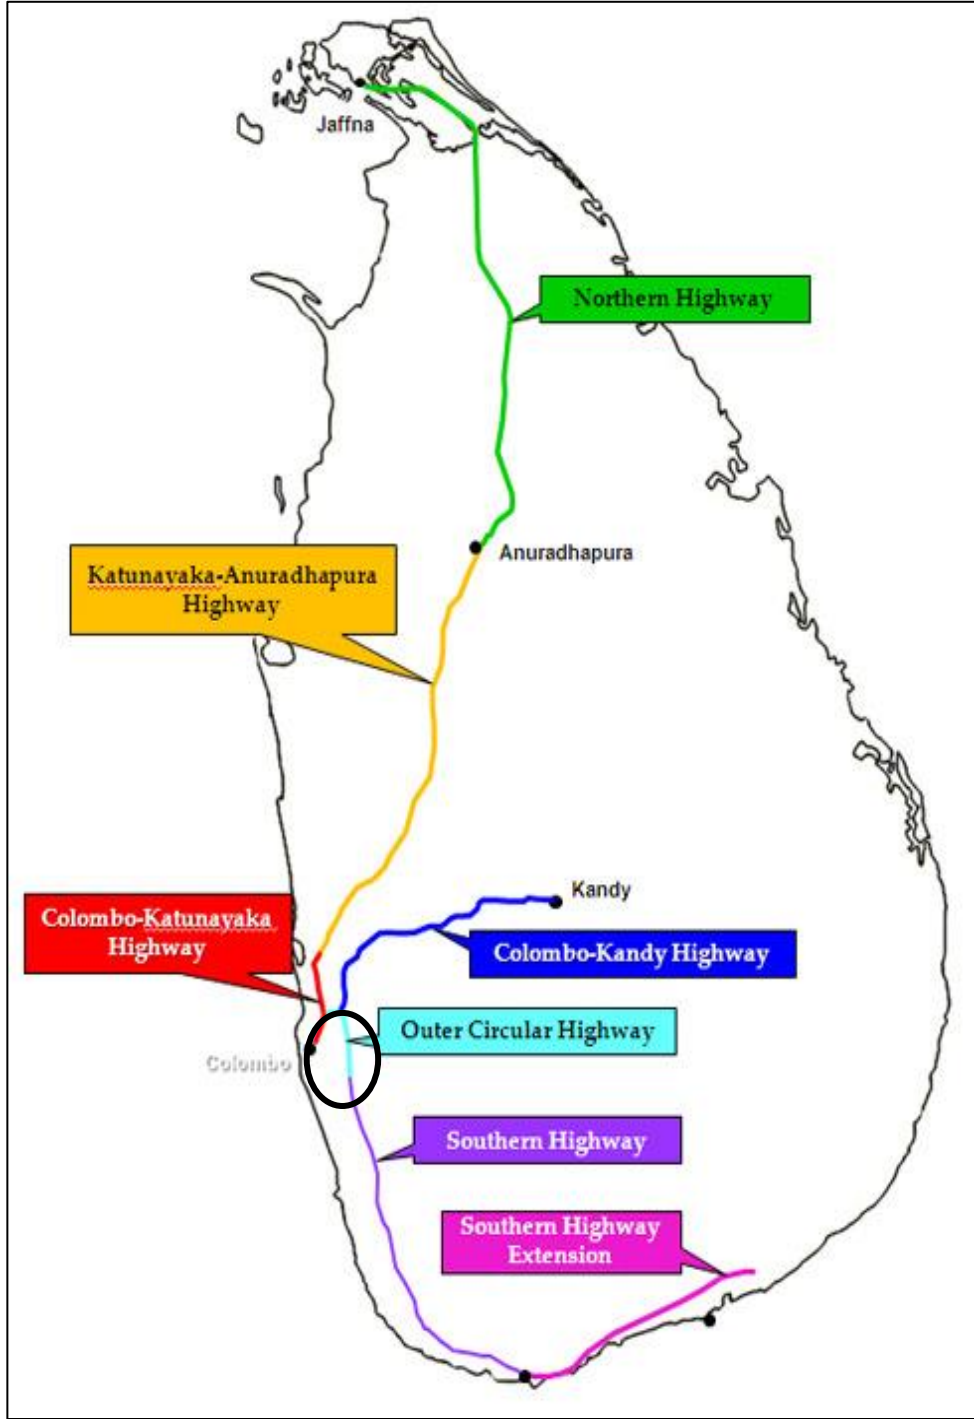 Jaffna
Northern Highway
Anuradhapura
Katunayaka-Anuradhapura
Highway
Kandy
Colombo-Katunayaka
Highway
Colombo-Kandy Highway
Outer Circular Highway
Colombo
Southern Highway
Southern Highway
Extension